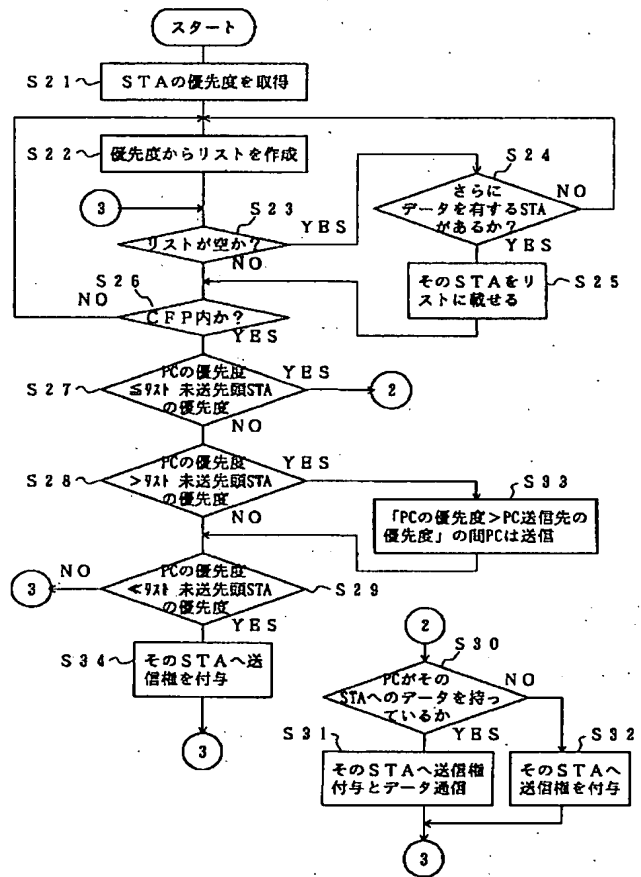 スタート
S21
STAの優先度を取得
S22
優先度からリストを作成
3
S23
リストが空か?
YES
NO
S24
さらに
データを有するSTA
があるか?
NO
YES
S25
そのSTAをリ
ストに載せる
S26
NO
CFP内か?
YES
S27
PCの優先度
≦リスト 未送先頭STA
の優先度
YES
2
NO
S28
PCの優先度
>リスト 未送先頭STA
の優先度
YES
NO
S33
「PCの優先度>PC送信先の
優先度」の間PCは送信
3
NO
PCの優先度
≪リスト 未送先頭STA
の優先度
S29
YES
S34
そのSTAへ送
信権を付与
3
2
S30
PCがその
STAへのデータを持っ
ているか
NO
YES
S31
そのSTAへ送信権
付与とデータ通信
S32
そのSTAへ
送信権を付与
3